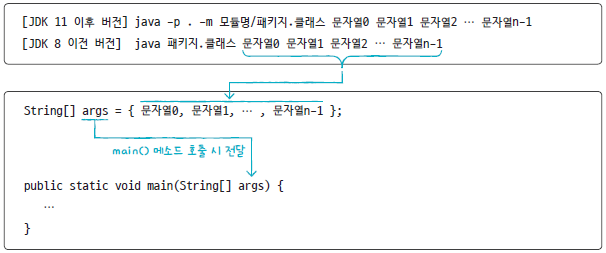 [JDK 11 이후 버전] java -p . -m 모듈명/패키지.클래스 문자열0 문자열1 문자열2 … 문자열n-1
[JDK 8 이전 버전] java 패키지.클래스 문자열0 문자열1 문자열2 … 문자열n-1
String[] args = { 문자열0, 문자열1, … , 문자열n-1 };
main() 메소드 호출 시 전달
public static void main(String[] args) {
…
}